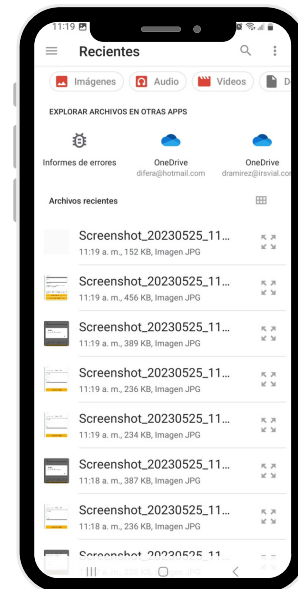 11:19
Recientes
Imágenes Audio Videos D
EXPLORAR ARCHIVOS EN OTRAS APPS
Informes de errores OneDrive OneDrive
difera@hotmail.com dramirez@irsvial.con
Archivos recientes
Screenshot_20230525_11...
11:19 a. m., 152 KB, Imagen JPG
Screenshot_20230525_11...
11:19 a. m., 456 KB, Imagen JPG
Screenshot_20230525_11...
11:19 a. m., 389 KB, Imagen JPG
Screenshot_20230525_11...
11:19 a. m., 236 KB, Imagen JPG
Screenshot_20230525_11...
11:19 a. m., 234 KB, Imagen JPG
Screenshot_20230525_11...
11:18 a. m., 387 KB, Imagen JPG
Screenshot_20230525_11...
11:18 a. m., 236 KB, Imagen JPG
Screenshot_20230525_11...